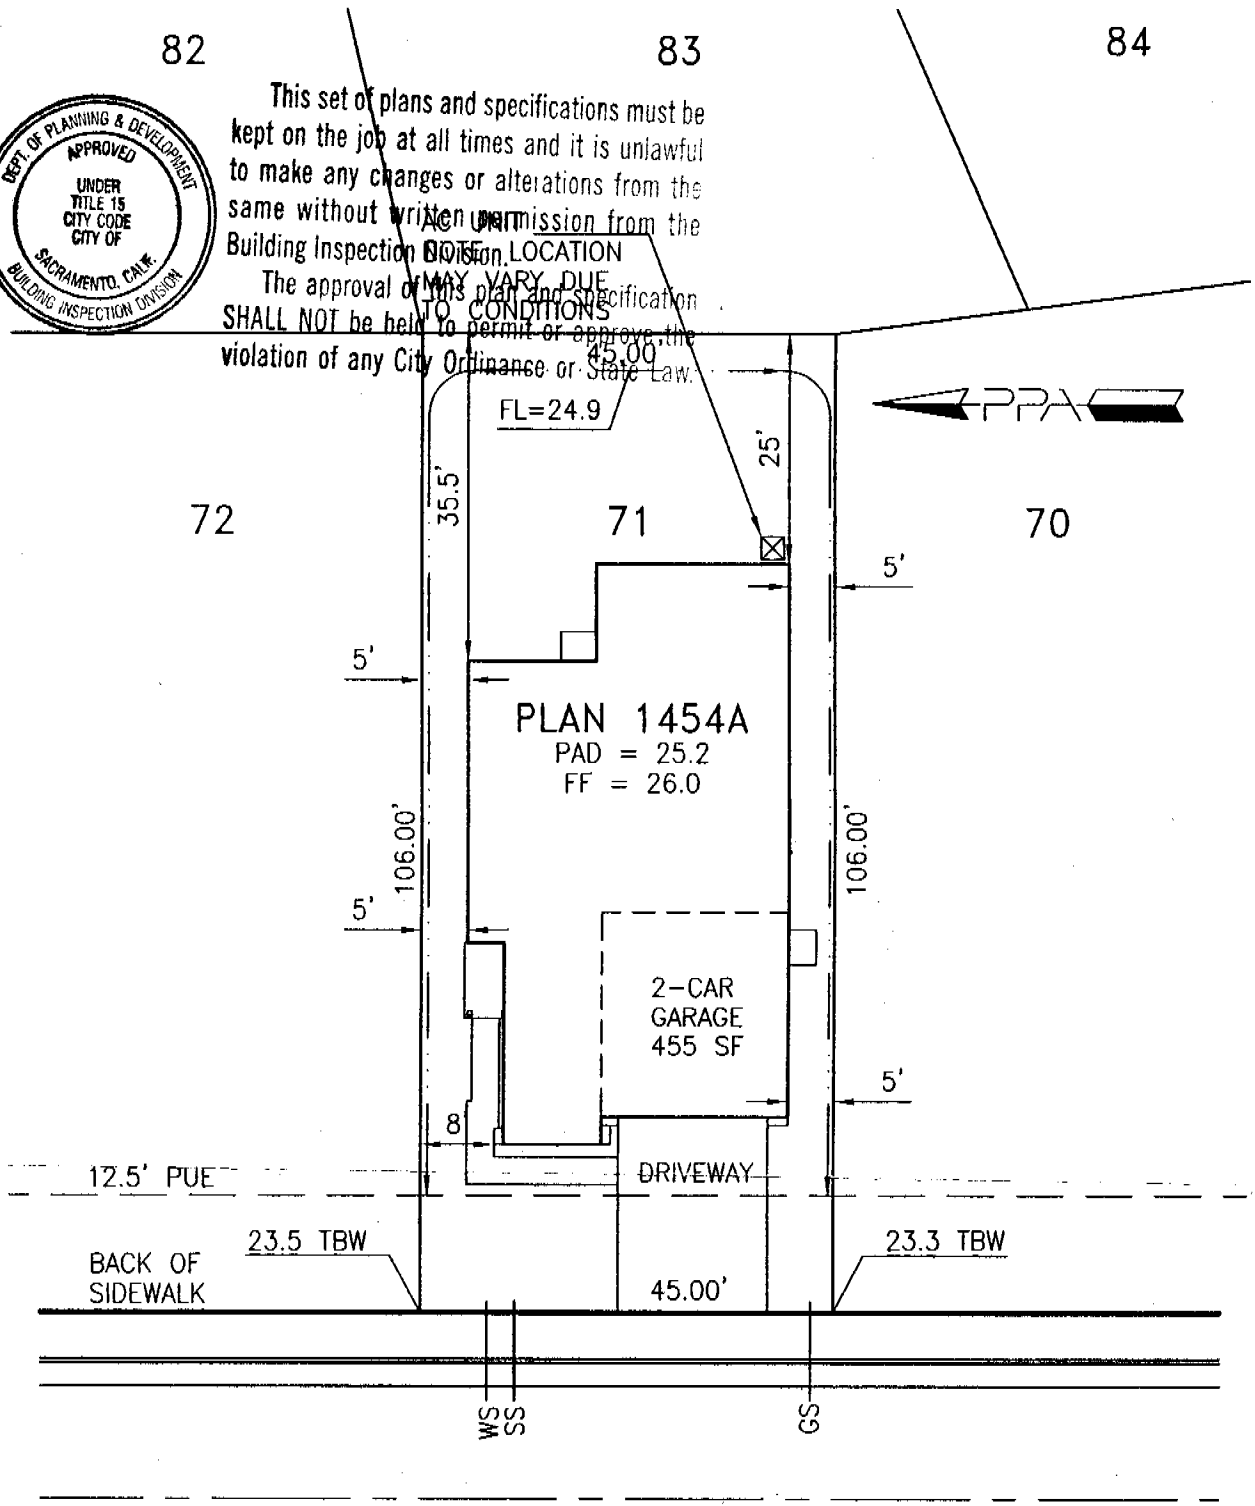 82
83
84
DEPT. OF PLANNING & DEVELOPMENT
APPROVED
UNDER
TITLE 15
CITY CODE
CITY OF
SACRAMENTO, CALIF.
BUILDING INSPECTION DIVISION
This set of plans and specifications must be
kept on the job at all times and it is unlawful
to make any changes or alterations from the
same without written permission from the
Building Inspection Division.
The approval of this plan and specification
SHALL NOT be held to permit or approve the
violation of any City Ordinance or State Law.
AC UNIT
NOTE: LOCATION
MAY VARY DUE
TO CONDITIONS
45.00
FL=24.9
PPA
35.5'
25'
72
71
70
5'
5'
PLAN 1454A
PAD = 25.2
FF = 26.0
106.00'
106.00'
5'
2-CAR
GARAGE
455 SF
5'
8
12.5' PUE
DRIVEWAY
23.5 TBW
23.3 TBW
BACK OF
SIDEWALK
45.00'
WS
SS
GS